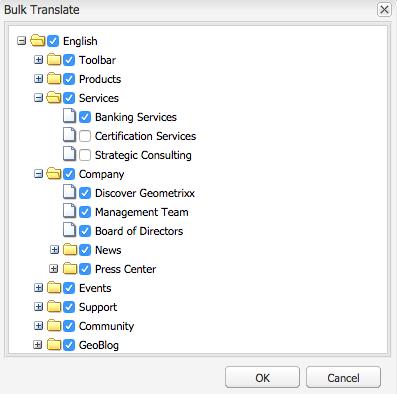 Bulk Translate
English
Toolbar
Products
Services
Banking Services
Certification Services
Strategic Consulting
Company
Discover Geometrixx
Management Team
Board of Directors
News
Press Center
Events
Support
Community
GeoBlog
OK Cancel